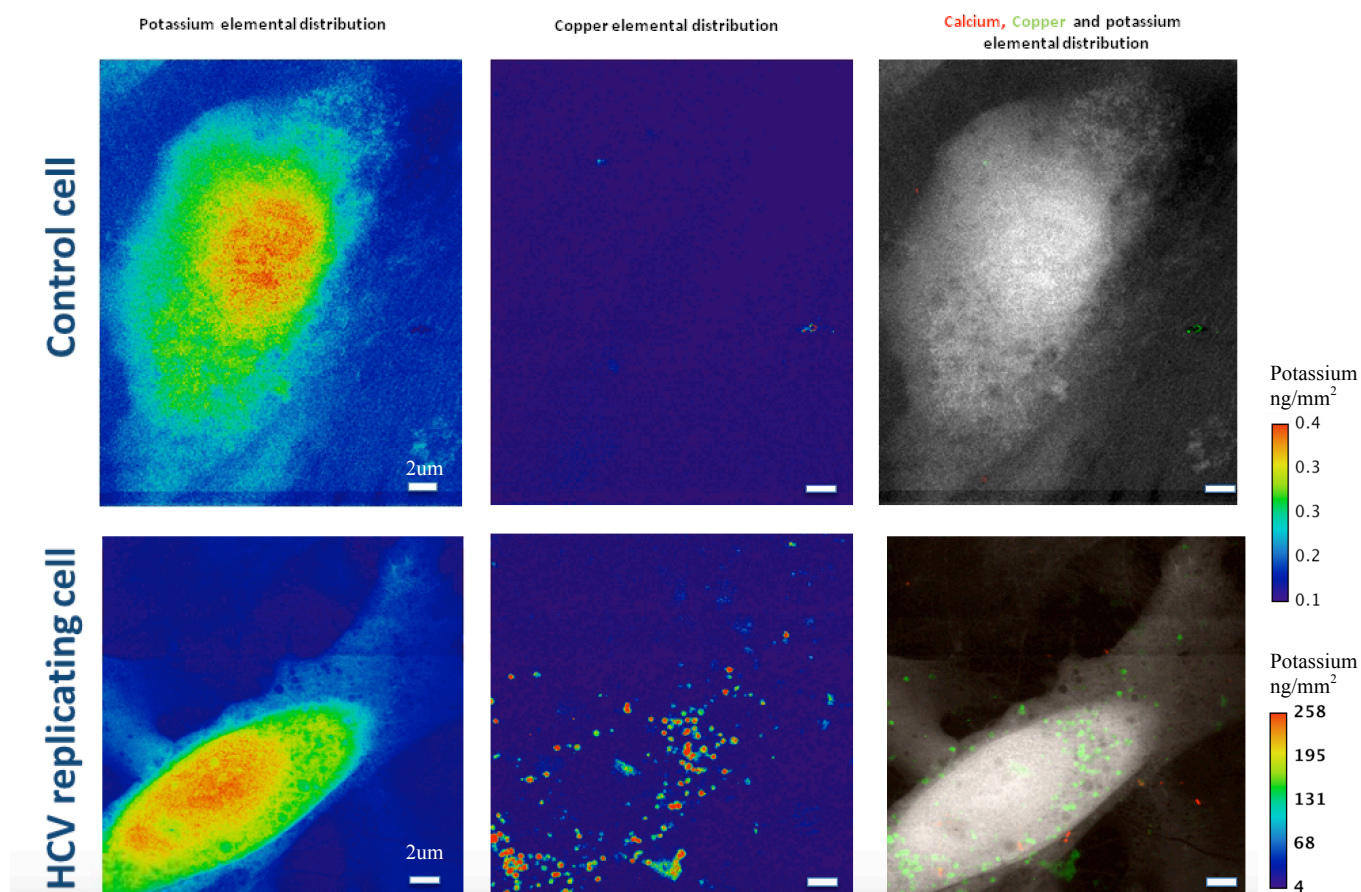 Potassium elemental distribution
Copper elemental distribution
Calcium, Copper and potassium
elemental distribution
Control cell
2um
Potassium
ng/mm²
0.4
0.3
0.3
0.2
0.1
HCV replicating cell
2um
Potassium
ng/mm²
258
195
131
68
4